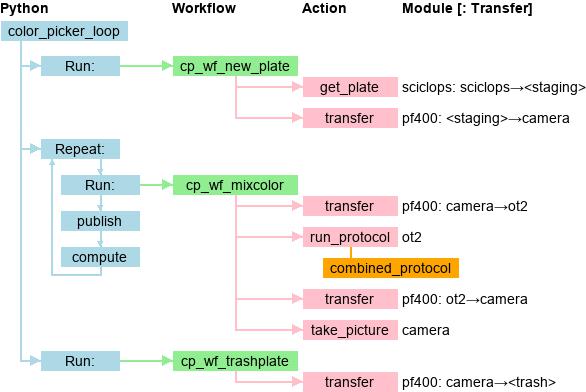 Python Workflow Action Module [: Transfer]
color_picker_loop
Run: cp_wf_new_plate
get_plate sciclops: sciclops→<staging>
transfer pf400: <staging>→camera
Repeat:
Run: cp_wf_mixcolor
transfer pf400: camera→ot2
publish
run_protocol ot2
compute
combined_protocol
transfer pf400: ot2→camera
take_picture camera
Run: cp_wf_trashplate
transfer pf400: camera→<trash>